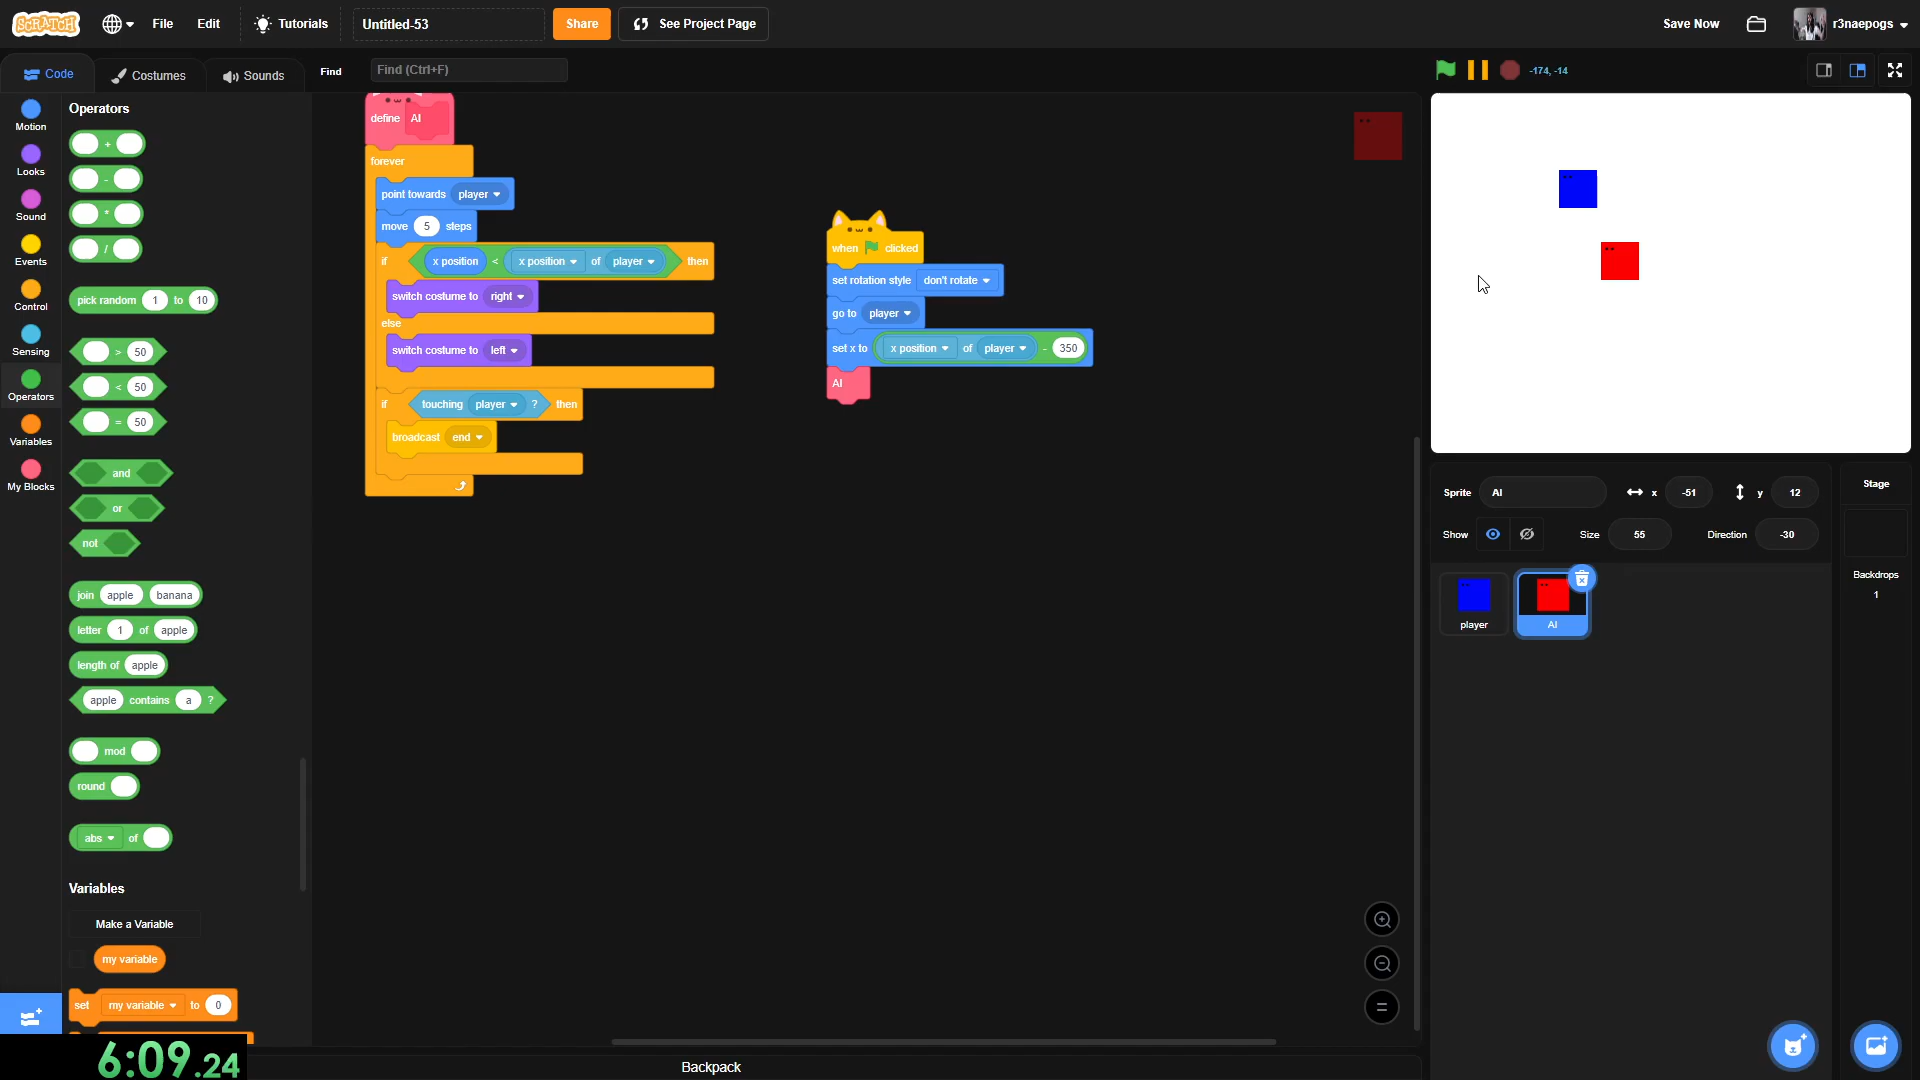 SCRATCH File Edit Tutorials Untitled-53 Share See Project Page Save Now r3naepogs
Code Costumes Sounds Find Find (Ctrl+F) -174, -14
Motion
Looks
Sound
Events
Control
Sensing
Operators
Variables
My Blocks
Operators
+
-
*
/
pick random 1 to 10
> 50
< 50
= 50
and
or
not
join apple banana
letter 1 of apple
length of apple
apple contains a ?
mod
round
abs of
Variables
Make a Variable
my variable
set my variable to 0
define AI
forever
point towards player
move 5 steps
if x position < x position of player then
switch costume to right
else
switch costume to left
if touching player ? then
broadcast end
when clicked
set rotation style don't rotate
go to player
set x to x position of player - 350
AI
Sprite AI x -51 y 12
Show Size 55 Direction -30
player
AI
Stage
Backdrops
1
6:09.24
Backpack